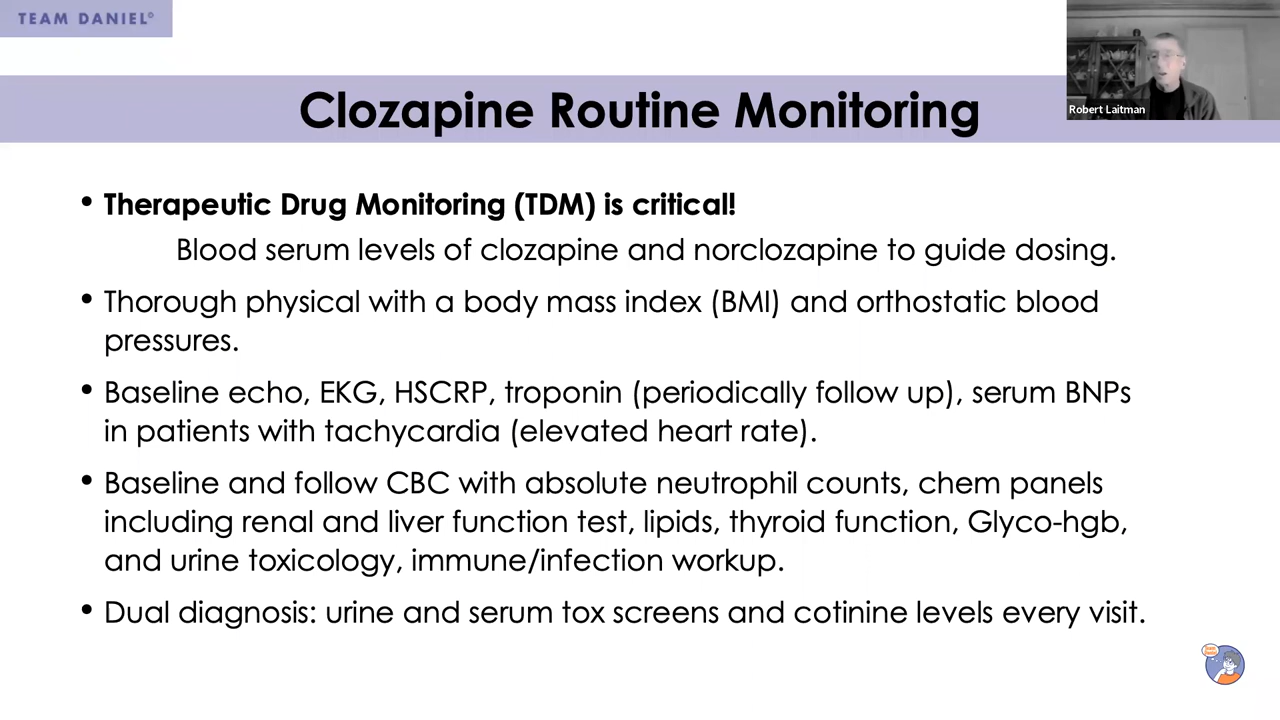 TEAM DANIEL©
Robert Laitman
Clozapine Routine Monitoring
• Therapeutic Drug Monitoring (TDM) is critical!
Blood serum levels of clozapine and norclozapine to guide dosing.
• Thorough physical with a body mass index (BMI) and orthostatic blood
pressures.
• Baseline echo, EKG, HSCRP, troponin (periodically follow up), serum BNPs
in patients with tachycardia (elevated heart rate).
• Baseline and follow CBC with absolute neutrophil counts, chem panels
including renal and liver function test, lipids, thyroid function, Glyco-hgb,
and urine toxicology, immune/infection workup.
• Dual diagnosis: urine and serum tox screens and cotinine levels every visit.